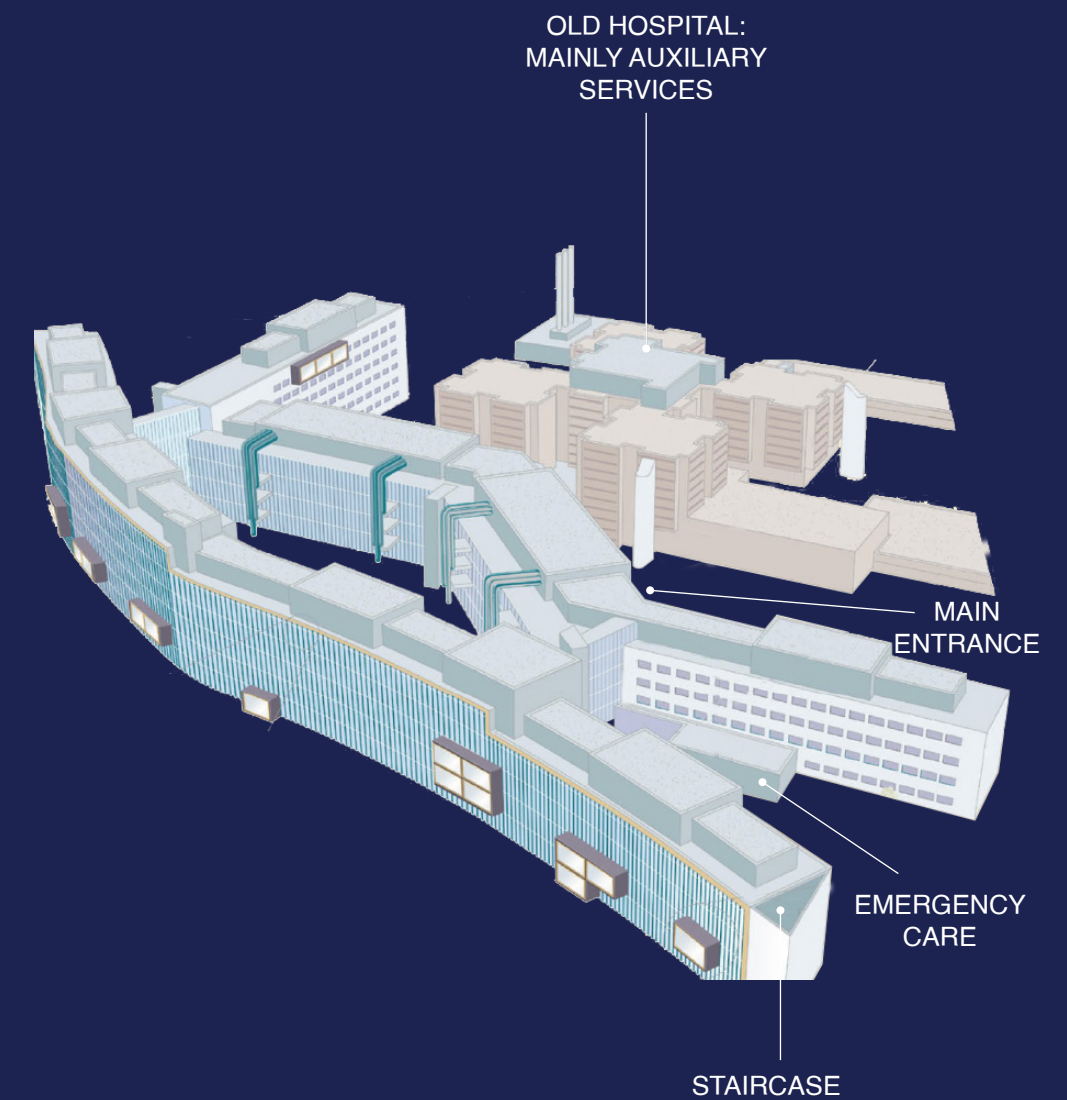 OLD HOSPITAL:
MAINLY AUXILIARY
SERVICES
MAIN
ENTRANCE
EMERGENCY
CARE
STAIRCASE